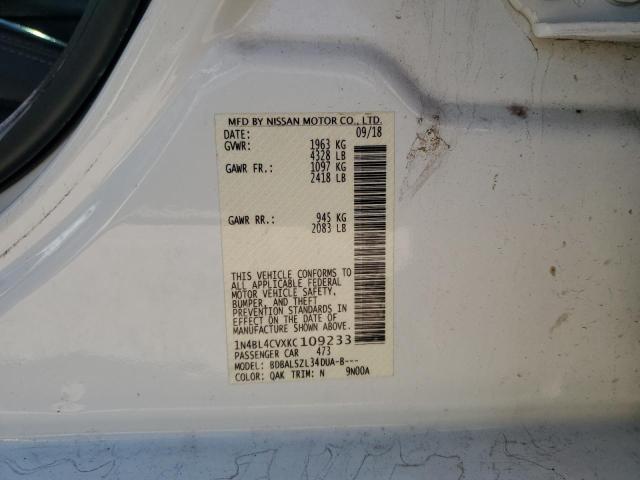 MFD BY NISSAN MOTOR CO., LTD.
DATE: 09/18
GVWR: 1963 KG
4328 LB
GAWR FR.: 1097 KG
2418 LB
GAWR RR.: 945 KG
2083 LB
THIS VEHICLE CONFORMS TO
ALL APPLICABLE FEDERAL
MOTOR VEHICLE SAFETY,
BUMPER, AND THEFT
PREVENTION STANDARDS IN
EFFECT ON THE DATE OF
MANUFACTURE SHOWN ABOVE.
1N4BL4CVXKC109233
PASSENGER CAR 473
MODEL: BDBALSZL34DUA-B---
COLOR: QAK TRIM: N 9N00A